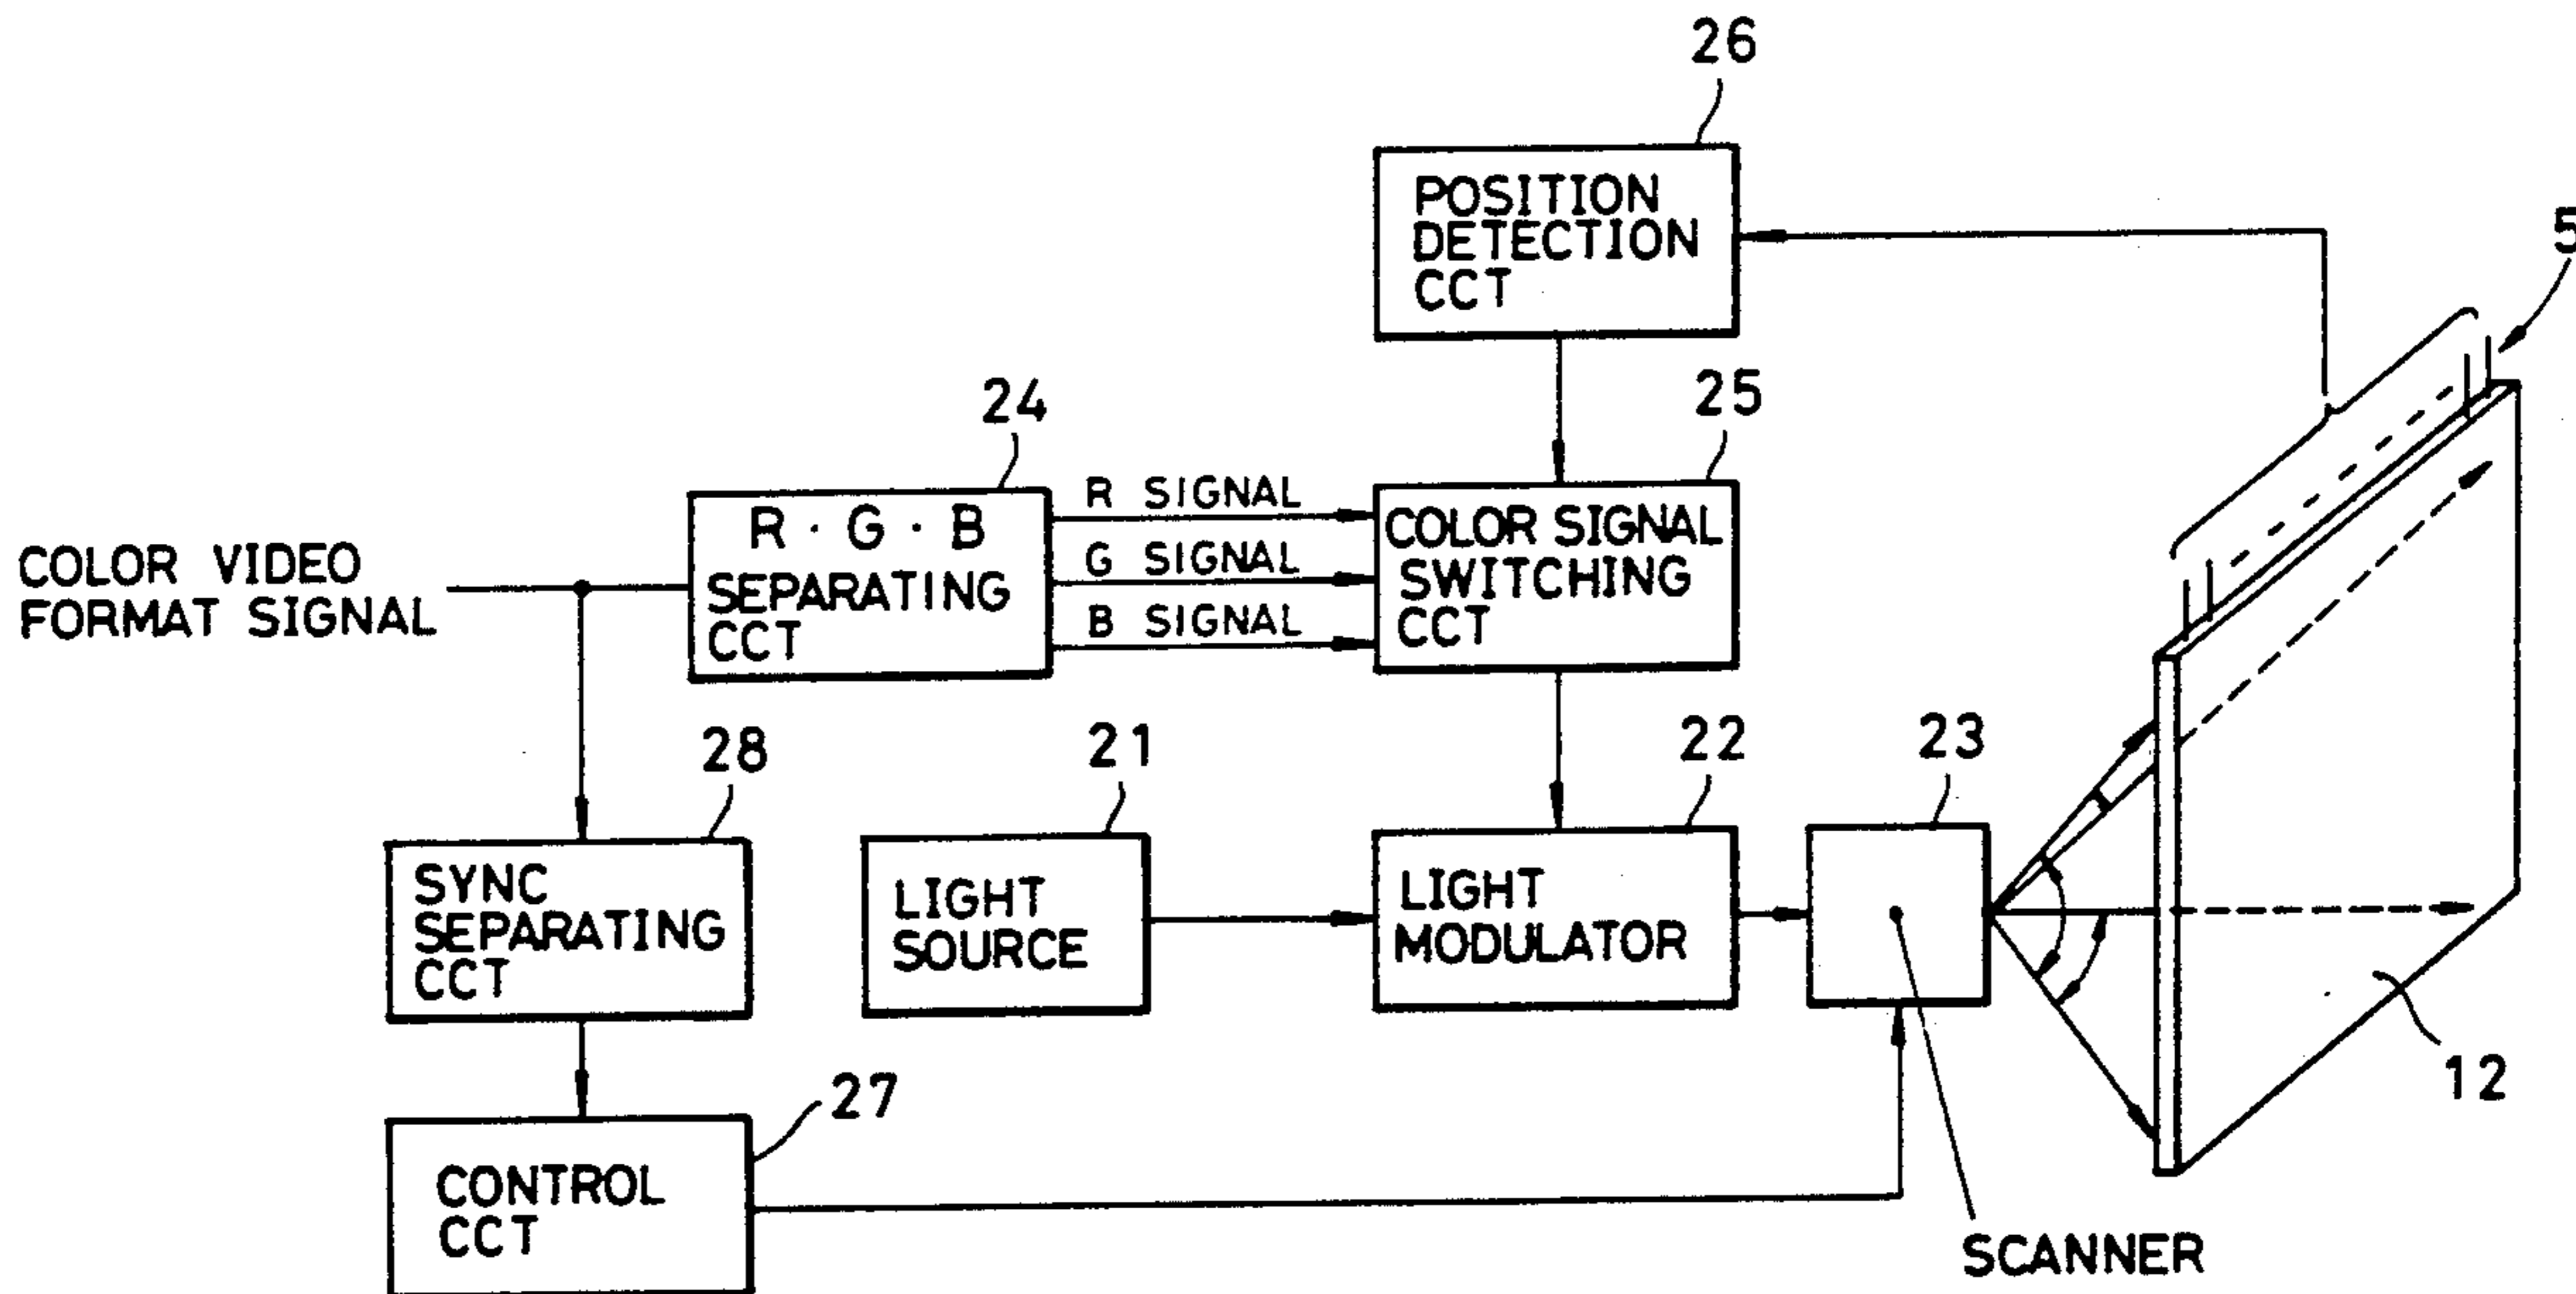 26
POSITION
DETECTION
CCT
5
24
25
R SIGNAL
G SIGNAL
B SIGNAL
R · G · B
SEPARATING
CCT
COLOR SIGNAL
SWITCHING
CCT
COLOR VIDEO
FORMAT SIGNAL
28
21
22
23
SYNC
SEPARATING
CCT
LIGHT
SOURCE
LIGHT
MODULATOR
12
27
CONTROL
CCT
SCANNER